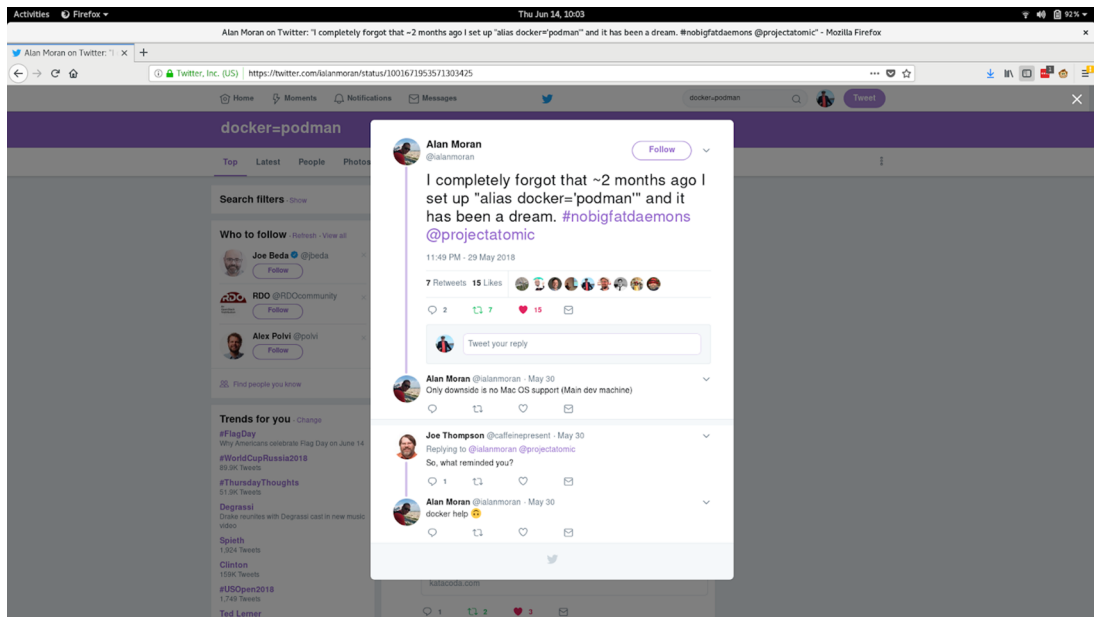 Activities Firefox Thu Jun 14, 10:03 92%
Alan Moran on Twitter: "I completely forgot that ~2 months ago I set up "alias docker='podman'" and it has been a dream. #nobigfatdaemons @projectatomic" - Mozilla Firefox
Alan Moran on Twitter: "I
Twitter, Inc. (US) https://twitter.com/ialanmoran/status/1001671953571303425
Home Moments Notifications Messages docker=podman Tweet
docker=podman
Top Latest People Photos
Search filters · Show
Who to follow · Refresh · View all
Joe Beda @jbeda
Follow
RDO @RDOcommunity
Follow
Alex Polvi @polvi
Follow
Find people you know
Trends for you · Change
#FlagDay
Why Americans celebrate Flag Day on June 14
#WorldCupRussia2018
89.9K Tweets
#ThursdayThoughts
51.9K Tweets
Degrassi
Drake reunites with Degrassi cast in new music
video
Spieth
1,924 Tweets
Clinton
159K Tweets
#USOpen2018
1,749 Tweets
Ted Lerner
Alan Moran
@ialanmoran
Follow
I completely forgot that ~2 months ago I
set up "alias docker='podman'" and it
has been a dream. #nobigfatdaemons
@projectatomic
11:49 PM - 29 May 2018
7 Retweets 15 Likes
2 7 15
Tweet your reply
Alan Moran @ialanmoran · May 30
Only downside is no Mac OS support (Main dev machine)
Joe Thompson @caffeinepresent · May 30
Replying to @ialanmoran @projectatomic
So, what reminded you?
1
Alan Moran @ialanmoran · May 30
docker help 🙃
katacoda.com
1 2 3